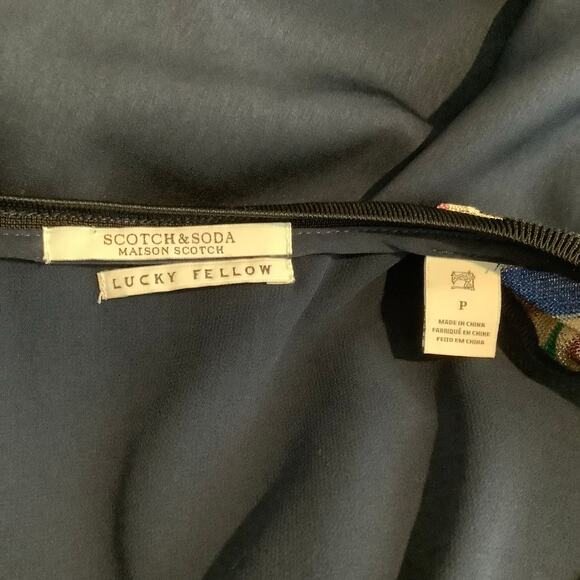 SCOTCH&SODA
MAISON SCOTCH
LUCKY FELLOW
P
MADE IN CHINA
FABRIQUÉ EN CHINE
FEITO EM CHINA